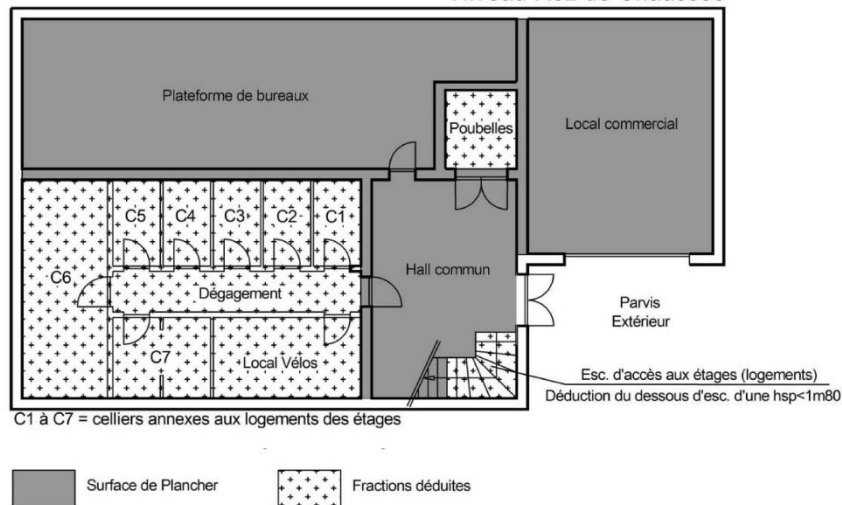 Plateforme de bureaux
Poubelles
Local commercial
C5
C4
C3
C2
C1
C6
Hall commun
Dégagement
Parvis
Extérieur
C7
Local Vélos
Esc. d'accès aux étages (logements)
Déduction du dessous d'esc. d'une hsp<1m80
C1 à C7 = celliers annexes aux logements des étages
Surface de Plancher
Fractions déduites